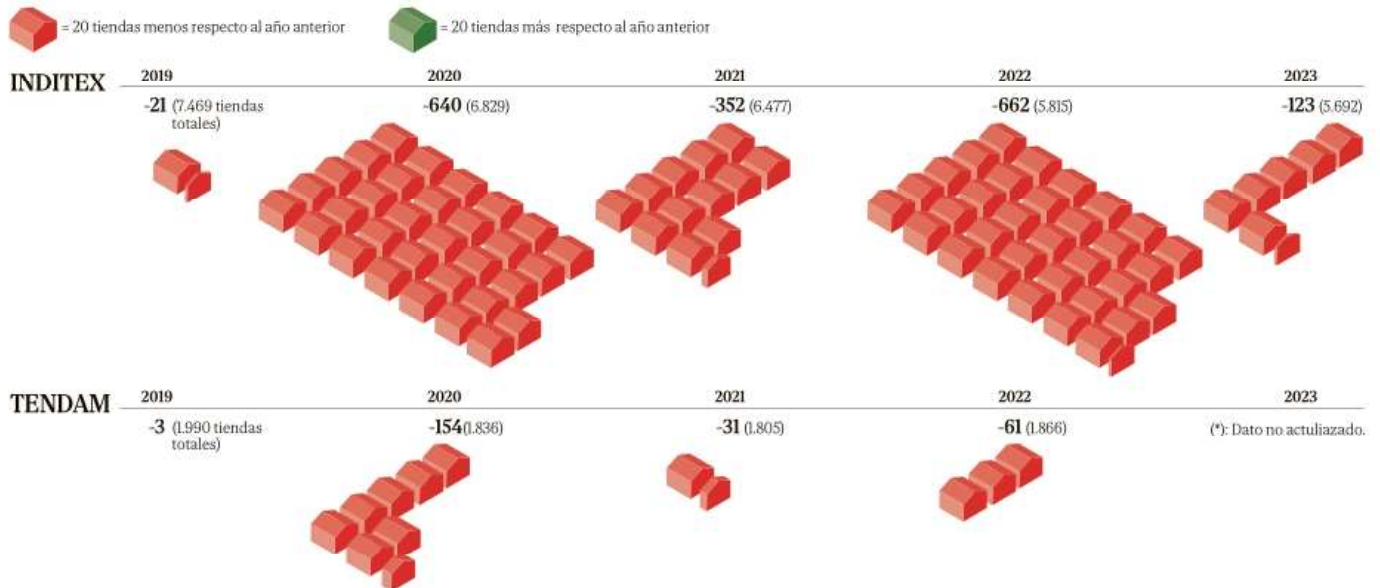 = 20 tiendas menos respecto al año anterior
= 20 tiendas más respecto al año anterior
INDITEX
2019
2020
2021
2022
2023
-21 (7.469 tiendas
totales)
-640 (6.829)
-352 (6.477)
-662 (5.815)
-123 (5.692)
TENDAM
2019
2020
2021
2022
2023
-3 (1.990 tiendas
totales)
-154(1.836)
-31 (1.805)
-61 (1.866)
(*): Dato no actuliazado.